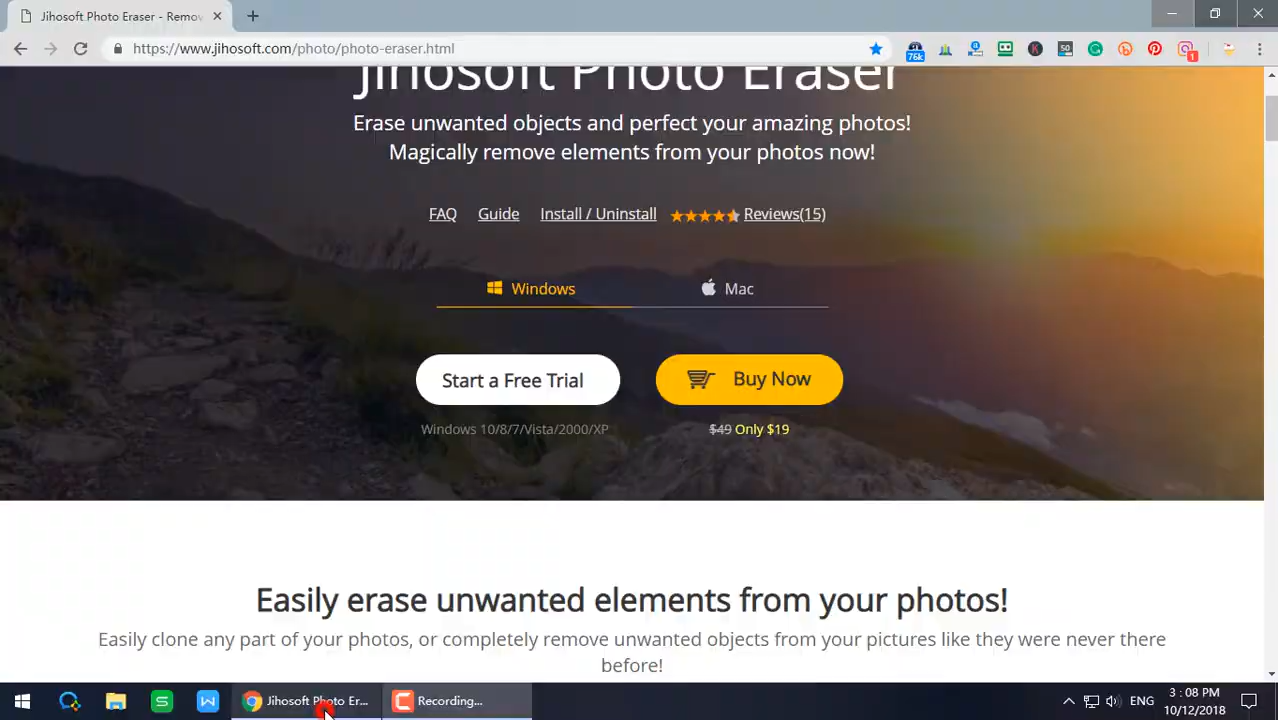 Jihosoft Photo Eraser - Remov
https://www.jihosoft.com/photo/photo-eraser.html
76k
SO
1
Jihosoft Photo Eraser
Erase unwanted objects and perfect your amazing photos!
Magically remove elements from your photos now!
FAQ Guide Install / Uninstall Reviews(15)
Windows Mac
Start a Free Trial Buy Now
Windows 10/8/7/Vista/2000/XP $49 Only $19
Easily erase unwanted elements from your photos!
Easily clone any part of your photos, or completely remove unwanted objects from your pictures like they were never there
before!
S W Jihosoft Photo Er... Recording... ENG 3:08 PM
10/12/2018